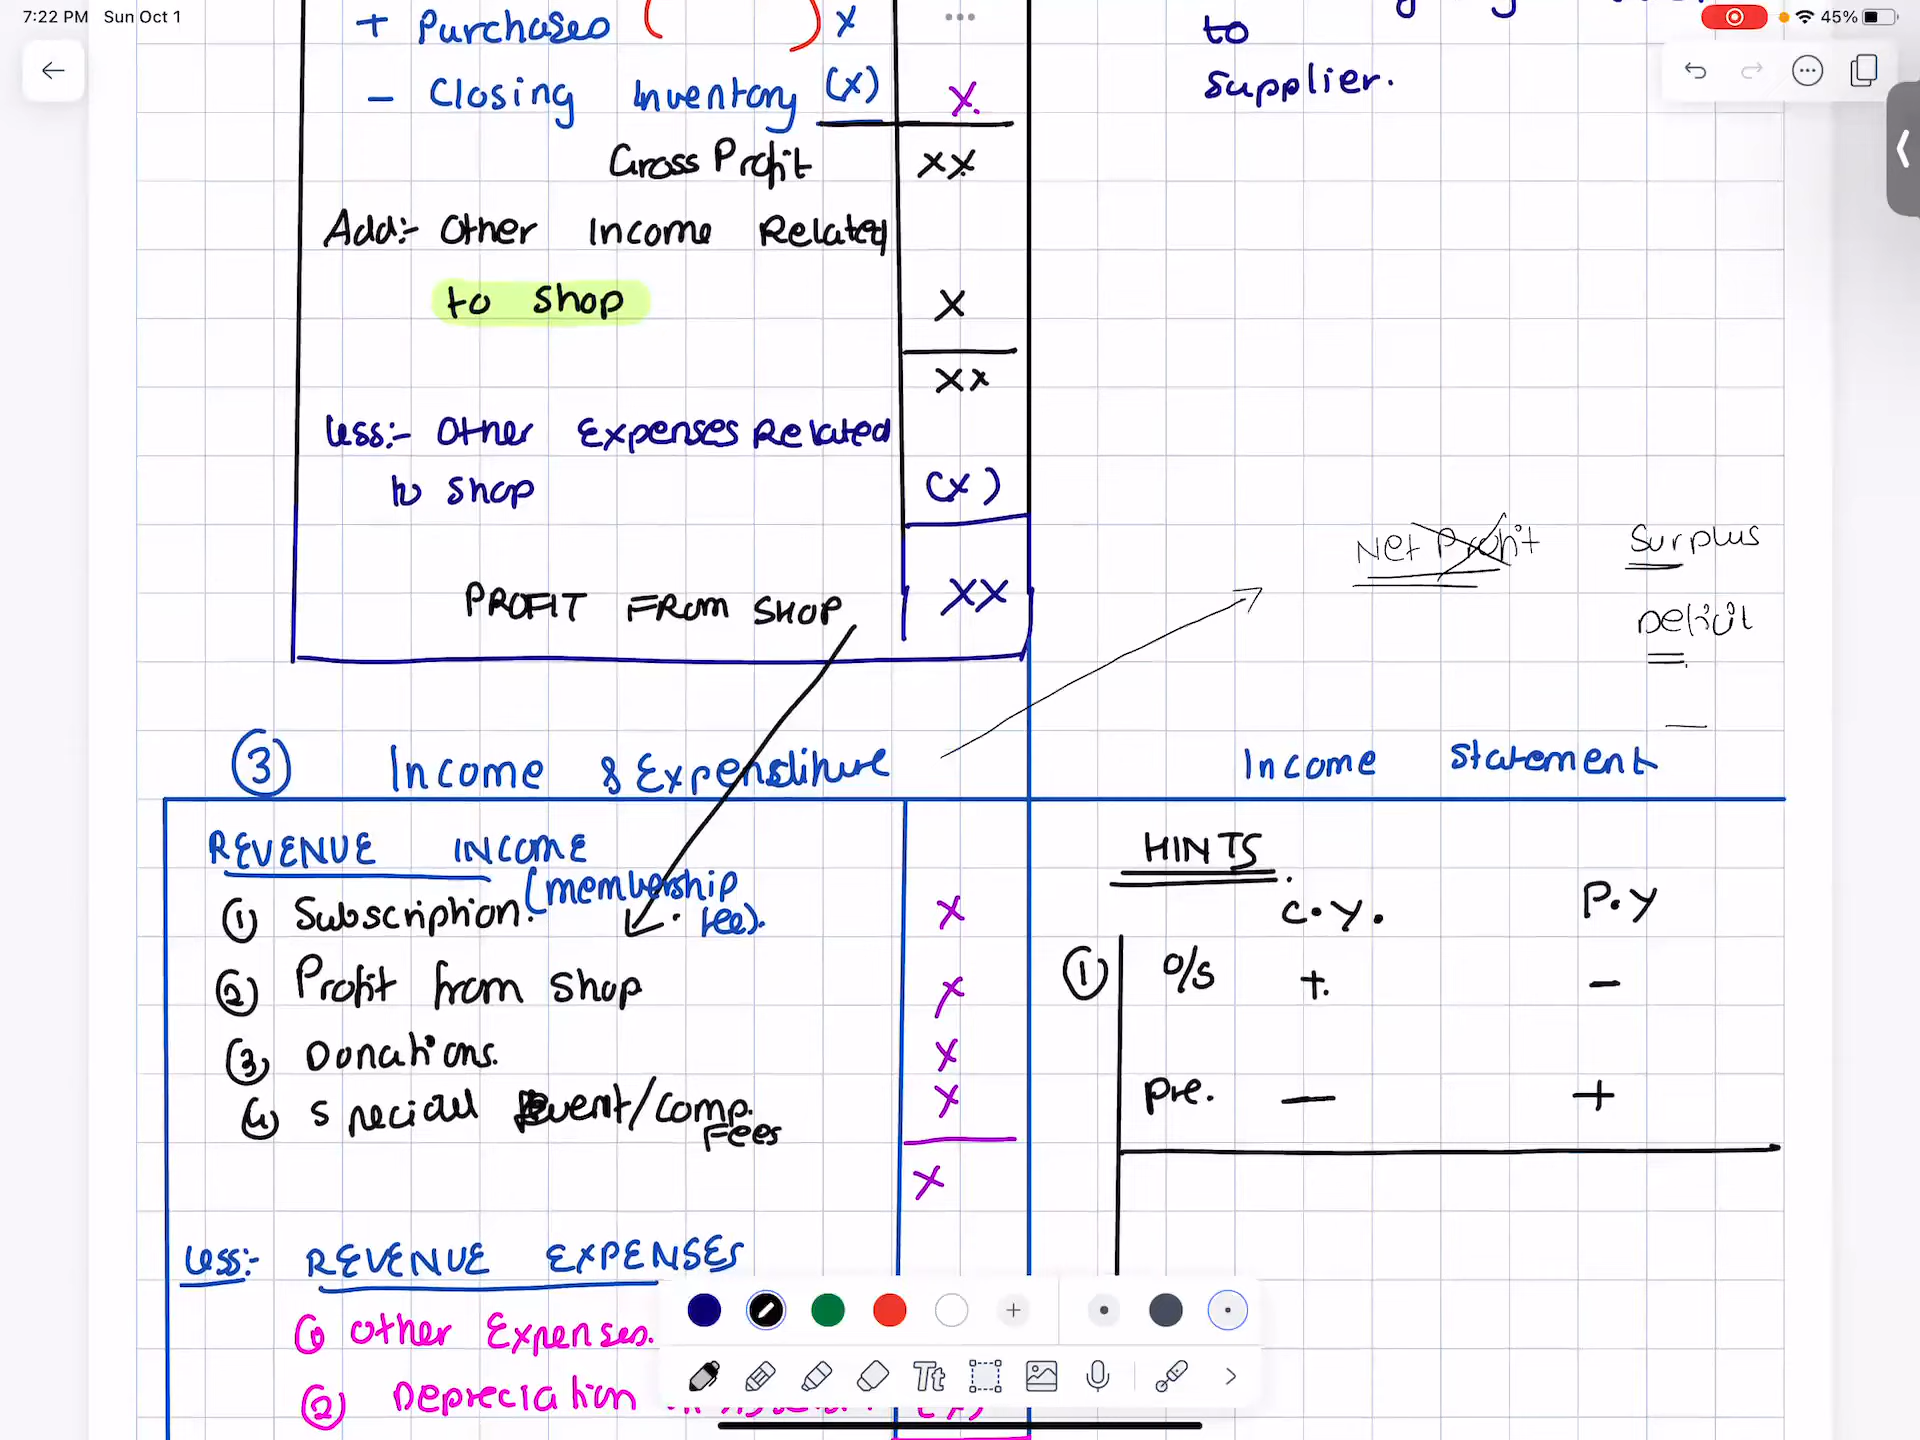 7:22 PM Sun Oct 1
45%
+ Purchases ( ) x
to
- Closing Inventory (x) x
Supplier.
Gross Profit xx
Add:- Other Income Related
to shop x
xx
Less:- Other Expenses Related
to shop (x)
Net Profit Surplus
Deficit
PROFIT FROM SHOP xx
③ Income & Expenditure
Income Statement
REVENUE INCOME
① Subscription. (membership fee). x
② Profit from shop x
③ Donations. x
④ Special Event/comp. Fees x
x
HINTS
C.Y. P.Y
① O/S + -
Pre. - +
Less:- REVENUE EXPENSES
① Other Expenses.
② Depreciation
Tt